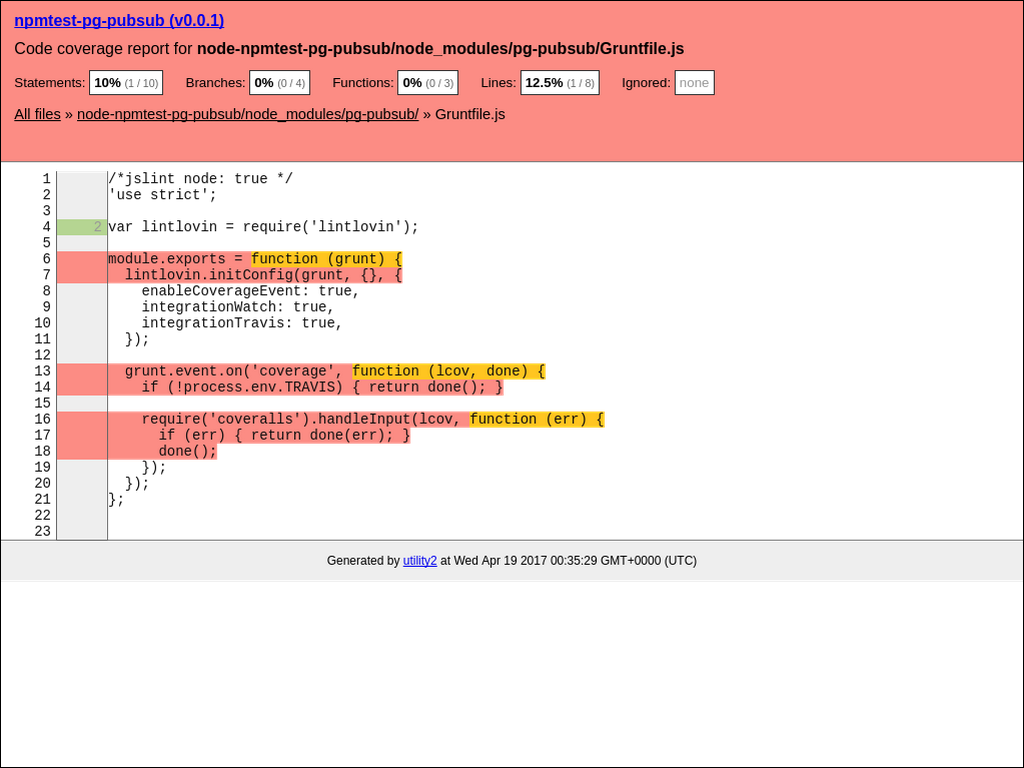 npmtest-pg-pubsub (v0.0.1)
Code coverage report for node-npmtest-pg-pubsub/node_modules/pg-pubsub/Gruntfile.js
Statements: 10% (1 / 10) Branches: 0% (0 / 4) Functions: 0% (0 / 3) Lines: 12.5% (1 / 8) Ignored: none
All files » node-npmtest-pg-pubsub/node_modules/pg-pubsub/ » Gruntfile.js
1 /*jslint node: true */
2 'use strict';
3
4 2 var lintlovin = require('lintlovin');
5
6 module.exports = function (grunt) {
7   lintlovin.initConfig(grunt, {}, {
8     enableCoverageEvent: true,
9     integrationWatch: true,
10     integrationTravis: true,
11   });
12
13   grunt.event.on('coverage', function (lcov, done) {
14     if (!process.env.TRAVIS) { return done(); }
15
16     require('coveralls').handleInput(lcov, function (err) {
17       if (err) { return done(err); }
18       done();
19     });
20   });
21 };
22
23
Generated by utility2 at Wed Apr 19 2017 00:35:29 GMT+0000 (UTC)